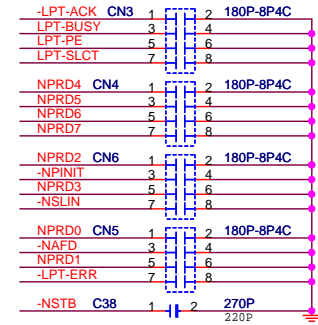 -LPT-ACK CN3 1 2 180P-8P4C
LPT-BUSY 3 4
LPT-PE 5 6
LPT-SLCT 7 8
NPRD4 CN4 1 2 180P-8P4C
NPRD5 3 4
NPRD6 5 6
NPRD7 7 8
NPRD2 CN6 1 2 180P-8P4C
-NPINIT 3 4
NPRD3 5 6
-NSLIN 7 8
NPRD0 CN5 1 2 180P-8P4C
-NAFD 3 4
NPRD1 5 6
-LPT-ERR 7 8
-NSTB C38 1 2 270P
220P